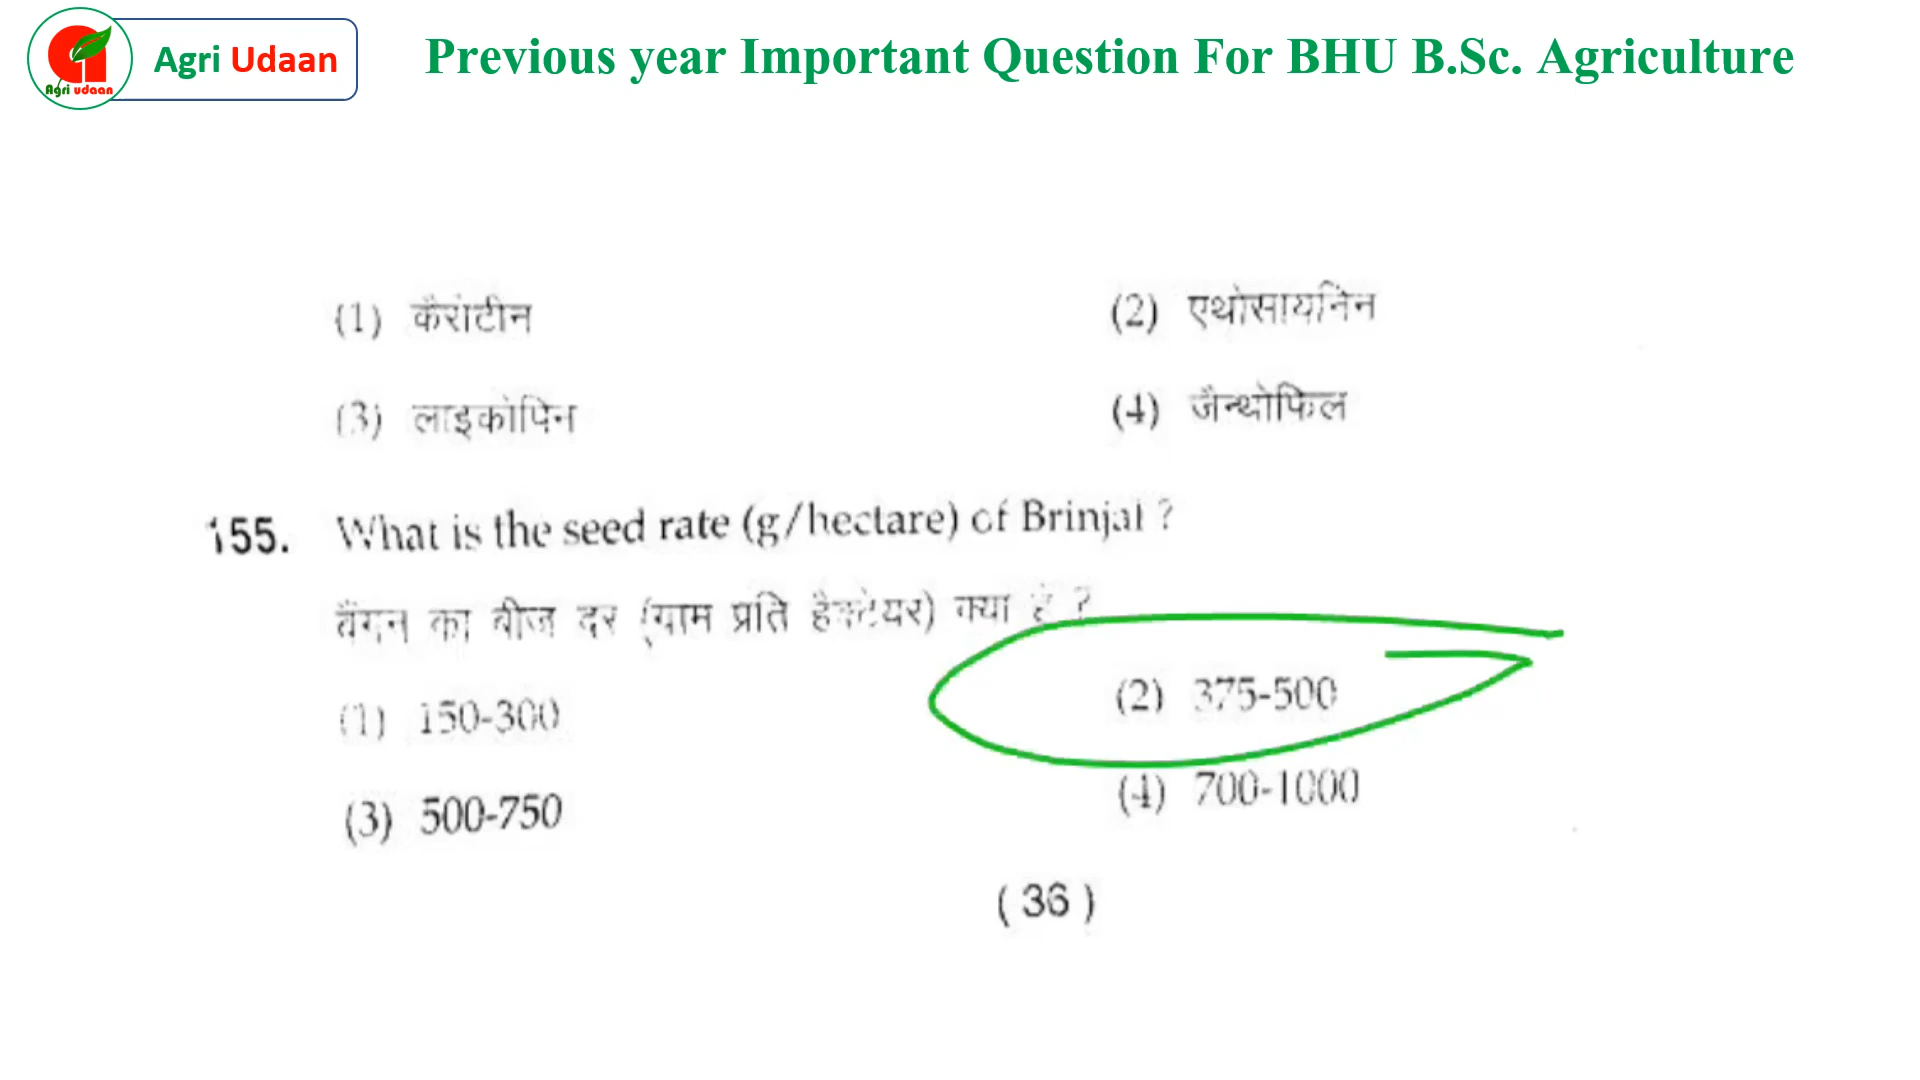 Agri Udaan
Agri udaan
Previous year Important Question For BHU B.Sc. Agriculture
(1) कैरोटीन
(2) एथोसायनिन
(3) लाइकोपिन
(4) जैन्थोफिल
155. What is the seed rate (g/hectare) of Brinjal ?
बैंगन का बीज दर (ग्राम प्रति हैक्टेयर) क्या है ?
(1) 150-300
(2) 375-500
(3) 500-750
(4) 700-1000
( 36 )